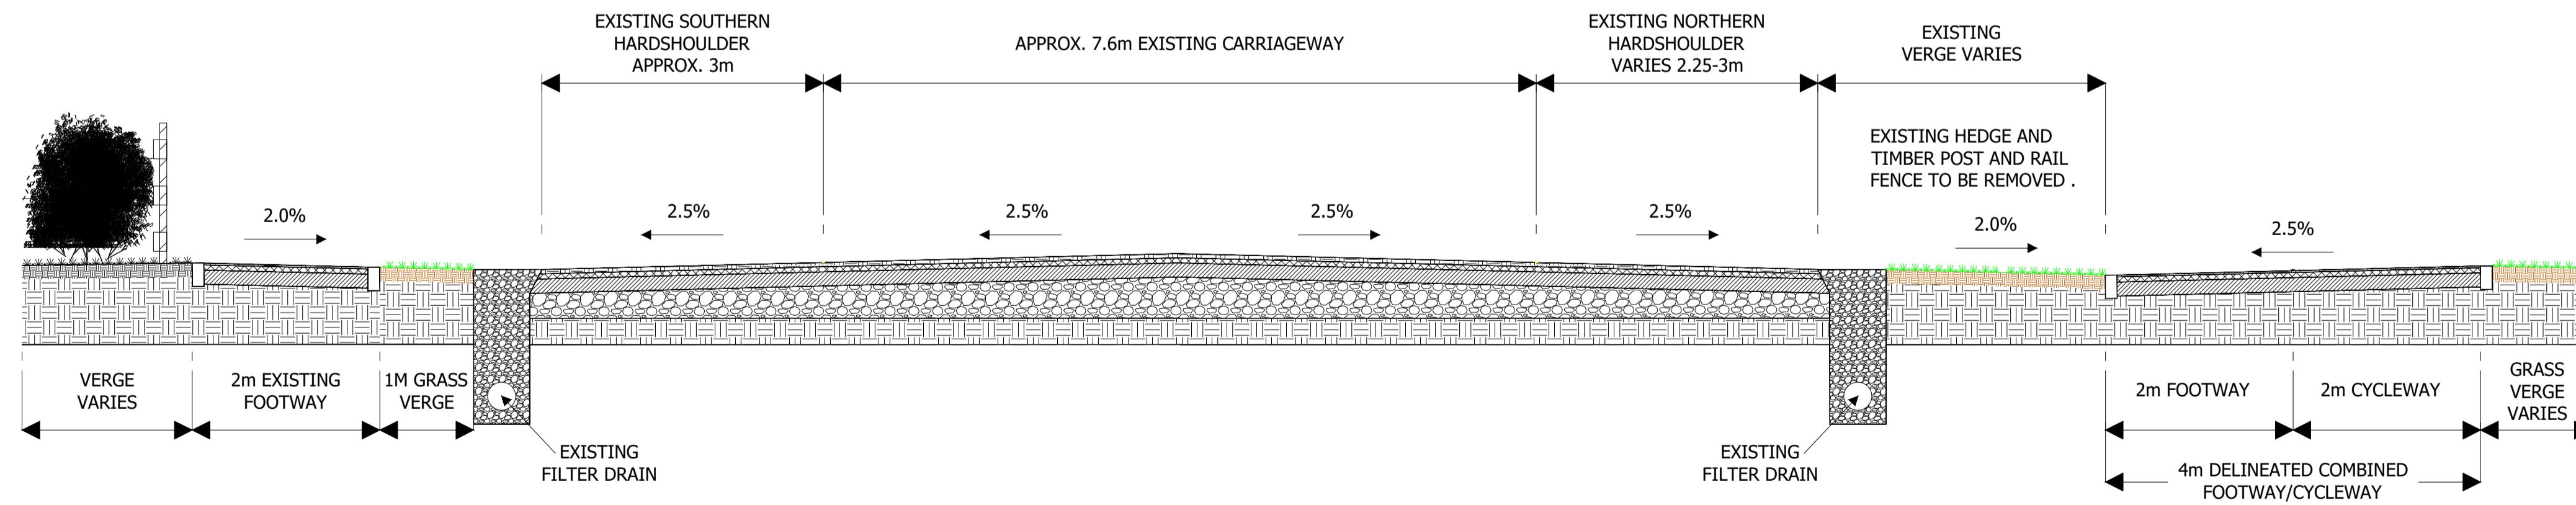 EXISTING SOUTHERN
HARDSHOULDER
APPROX. 3m
APPROX. 7.6m EXISTING CARRIAGEWAY
EXISTING NORTHERN
HARDSHOULDER
VARIES 2.25-3m
EXISTING
VERGE VARIES
EXISTING HEDGE AND
TIMBER POST AND RAIL
FENCE TO BE REMOVED .
2.0%
2.5%
2.5%
2.5%
2.5%
2.0%
2.5%
VERGE
VARIES
2m EXISTING
FOOTWAY
1M GRASS
VERGE
EXISTING
FILTER DRAIN
EXISTING
FILTER DRAIN
2m FOOTWAY
2m CYCLEWAY
GRASS
VERGE
VARIES
4m DELINEATED COMBINED
FOOTWAY/CYCLEWAY